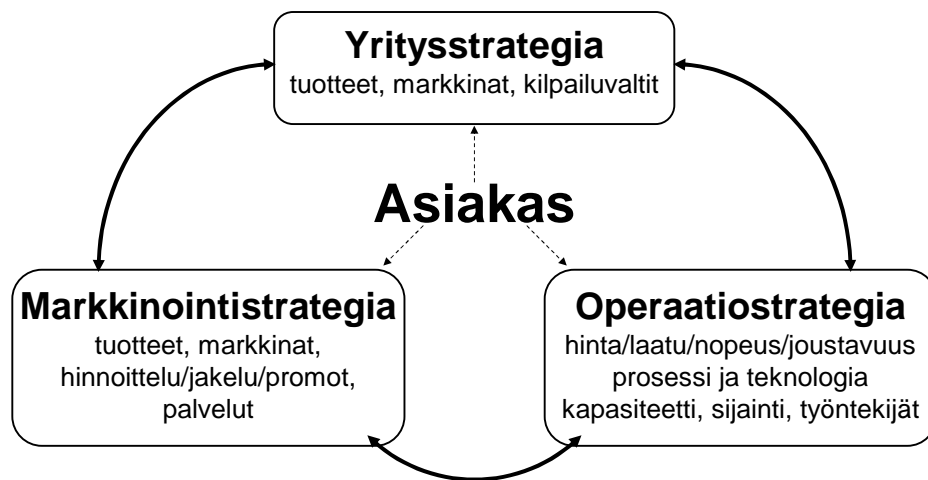 Yritysstrategia
tuotteet, markkinat, kilpailuvaltit
Asiakas
Markkinointistrategia
tuotteet, markkinat,
hinnoittelu/jakelu/promot,
palvelut
Operaatiostrategia
hinta/laatu/nopeus/joustavuus
prosessi ja teknologia
kapasiteetti, sijainti, työntekijät